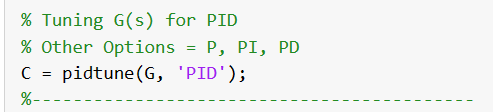 % Tuning G(s) for PID
% Other Options = P, PI, PD
C = pidtune(G, 'PID');
%--------------------------------------------